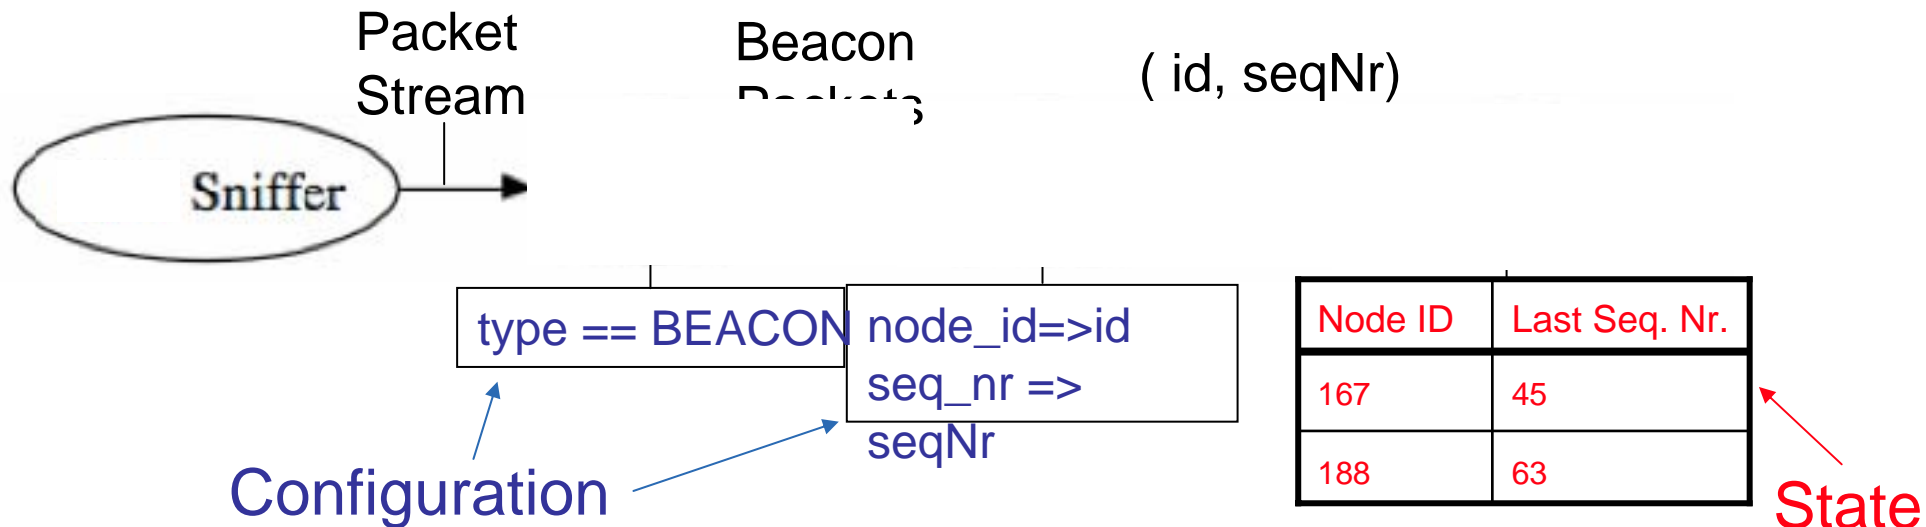 Packet
Stream
Beacon
Packets
( id, seqNr)
Sniffer
type == BEACON
node_id=>id
seq_nr =>
seqNr
Node ID Last Seq. Nr.
167 45
188 63
Configuration
State